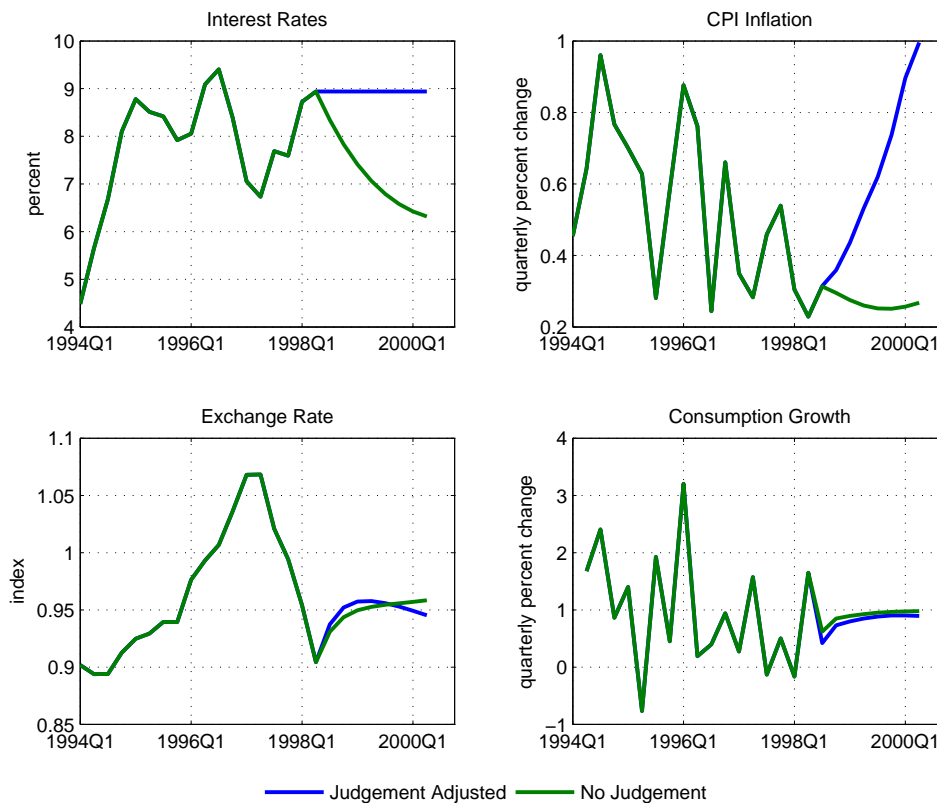 Interest Rates
percent
10
9
8
7
6
5
4
1994Q1 1996Q1 1998Q1 2000Q1
CPI Inflation
quarterly percent change
1
0.8
0.6
0.4
0.2
1994Q1 1996Q1 1998Q1 2000Q1
Exchange Rate
index
1.1
1.05
1
0.95
0.9
0.85
1994Q1 1996Q1 1998Q1 2000Q1
Consumption Growth
quarterly percent change
4
3
2
1
0
−1
1994Q1 1996Q1 1998Q1 2000Q1
Judgement Adjusted No Judgement